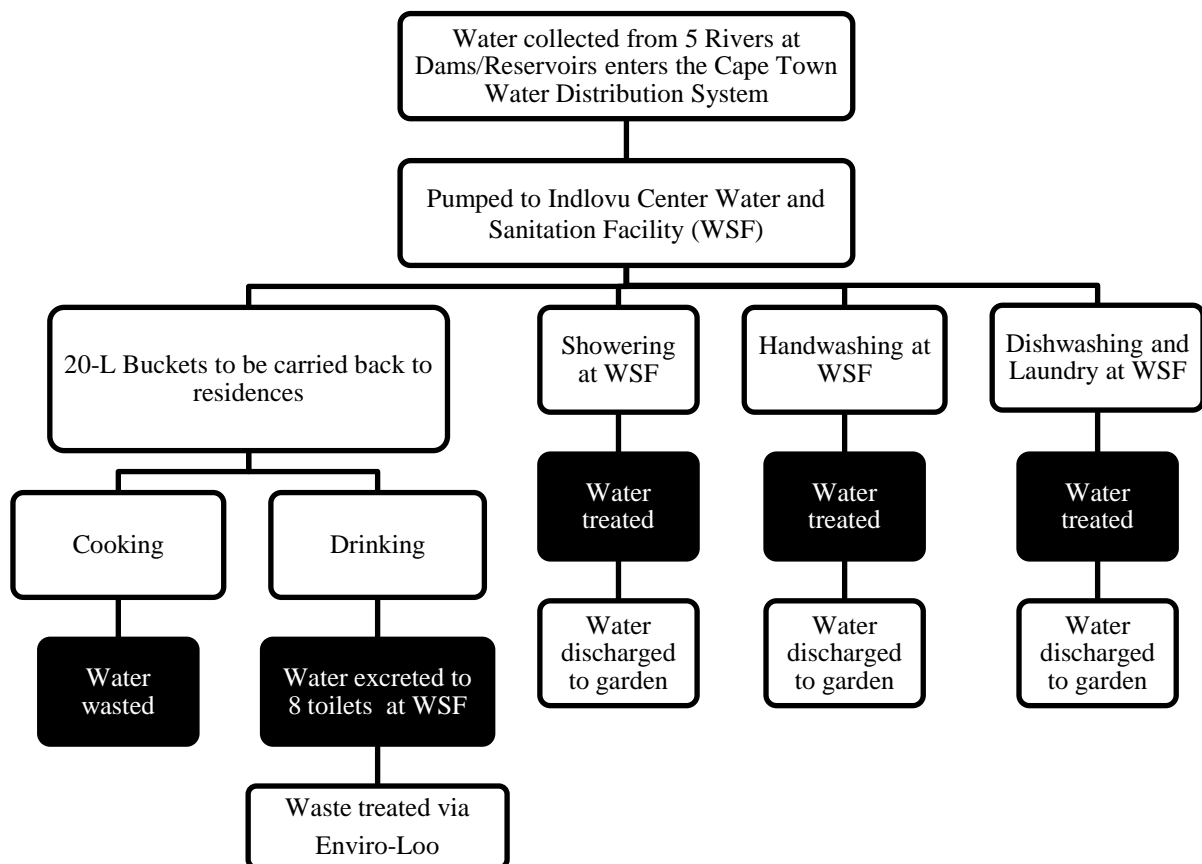 Water collected from 5 Rivers at
Dams/Reservoirs enters the Cape Town
Water Distribution System
Pumped to Indlovu Center Water and
Sanitation Facility (WSF)
20-L Buckets to be carried back to
residences
Showering
at WSF
Handwashing at
WSF
Dishwashing and
Laundry at WSF
Cooking
Drinking
Water
treated
Water
treated
Water
treated
Water
wasted
Water excreted to
8 toilets at WSF
Water
discharged
to garden
Water
discharged
to garden
Water
discharged
to garden
Waste treated via
Enviro-Loo